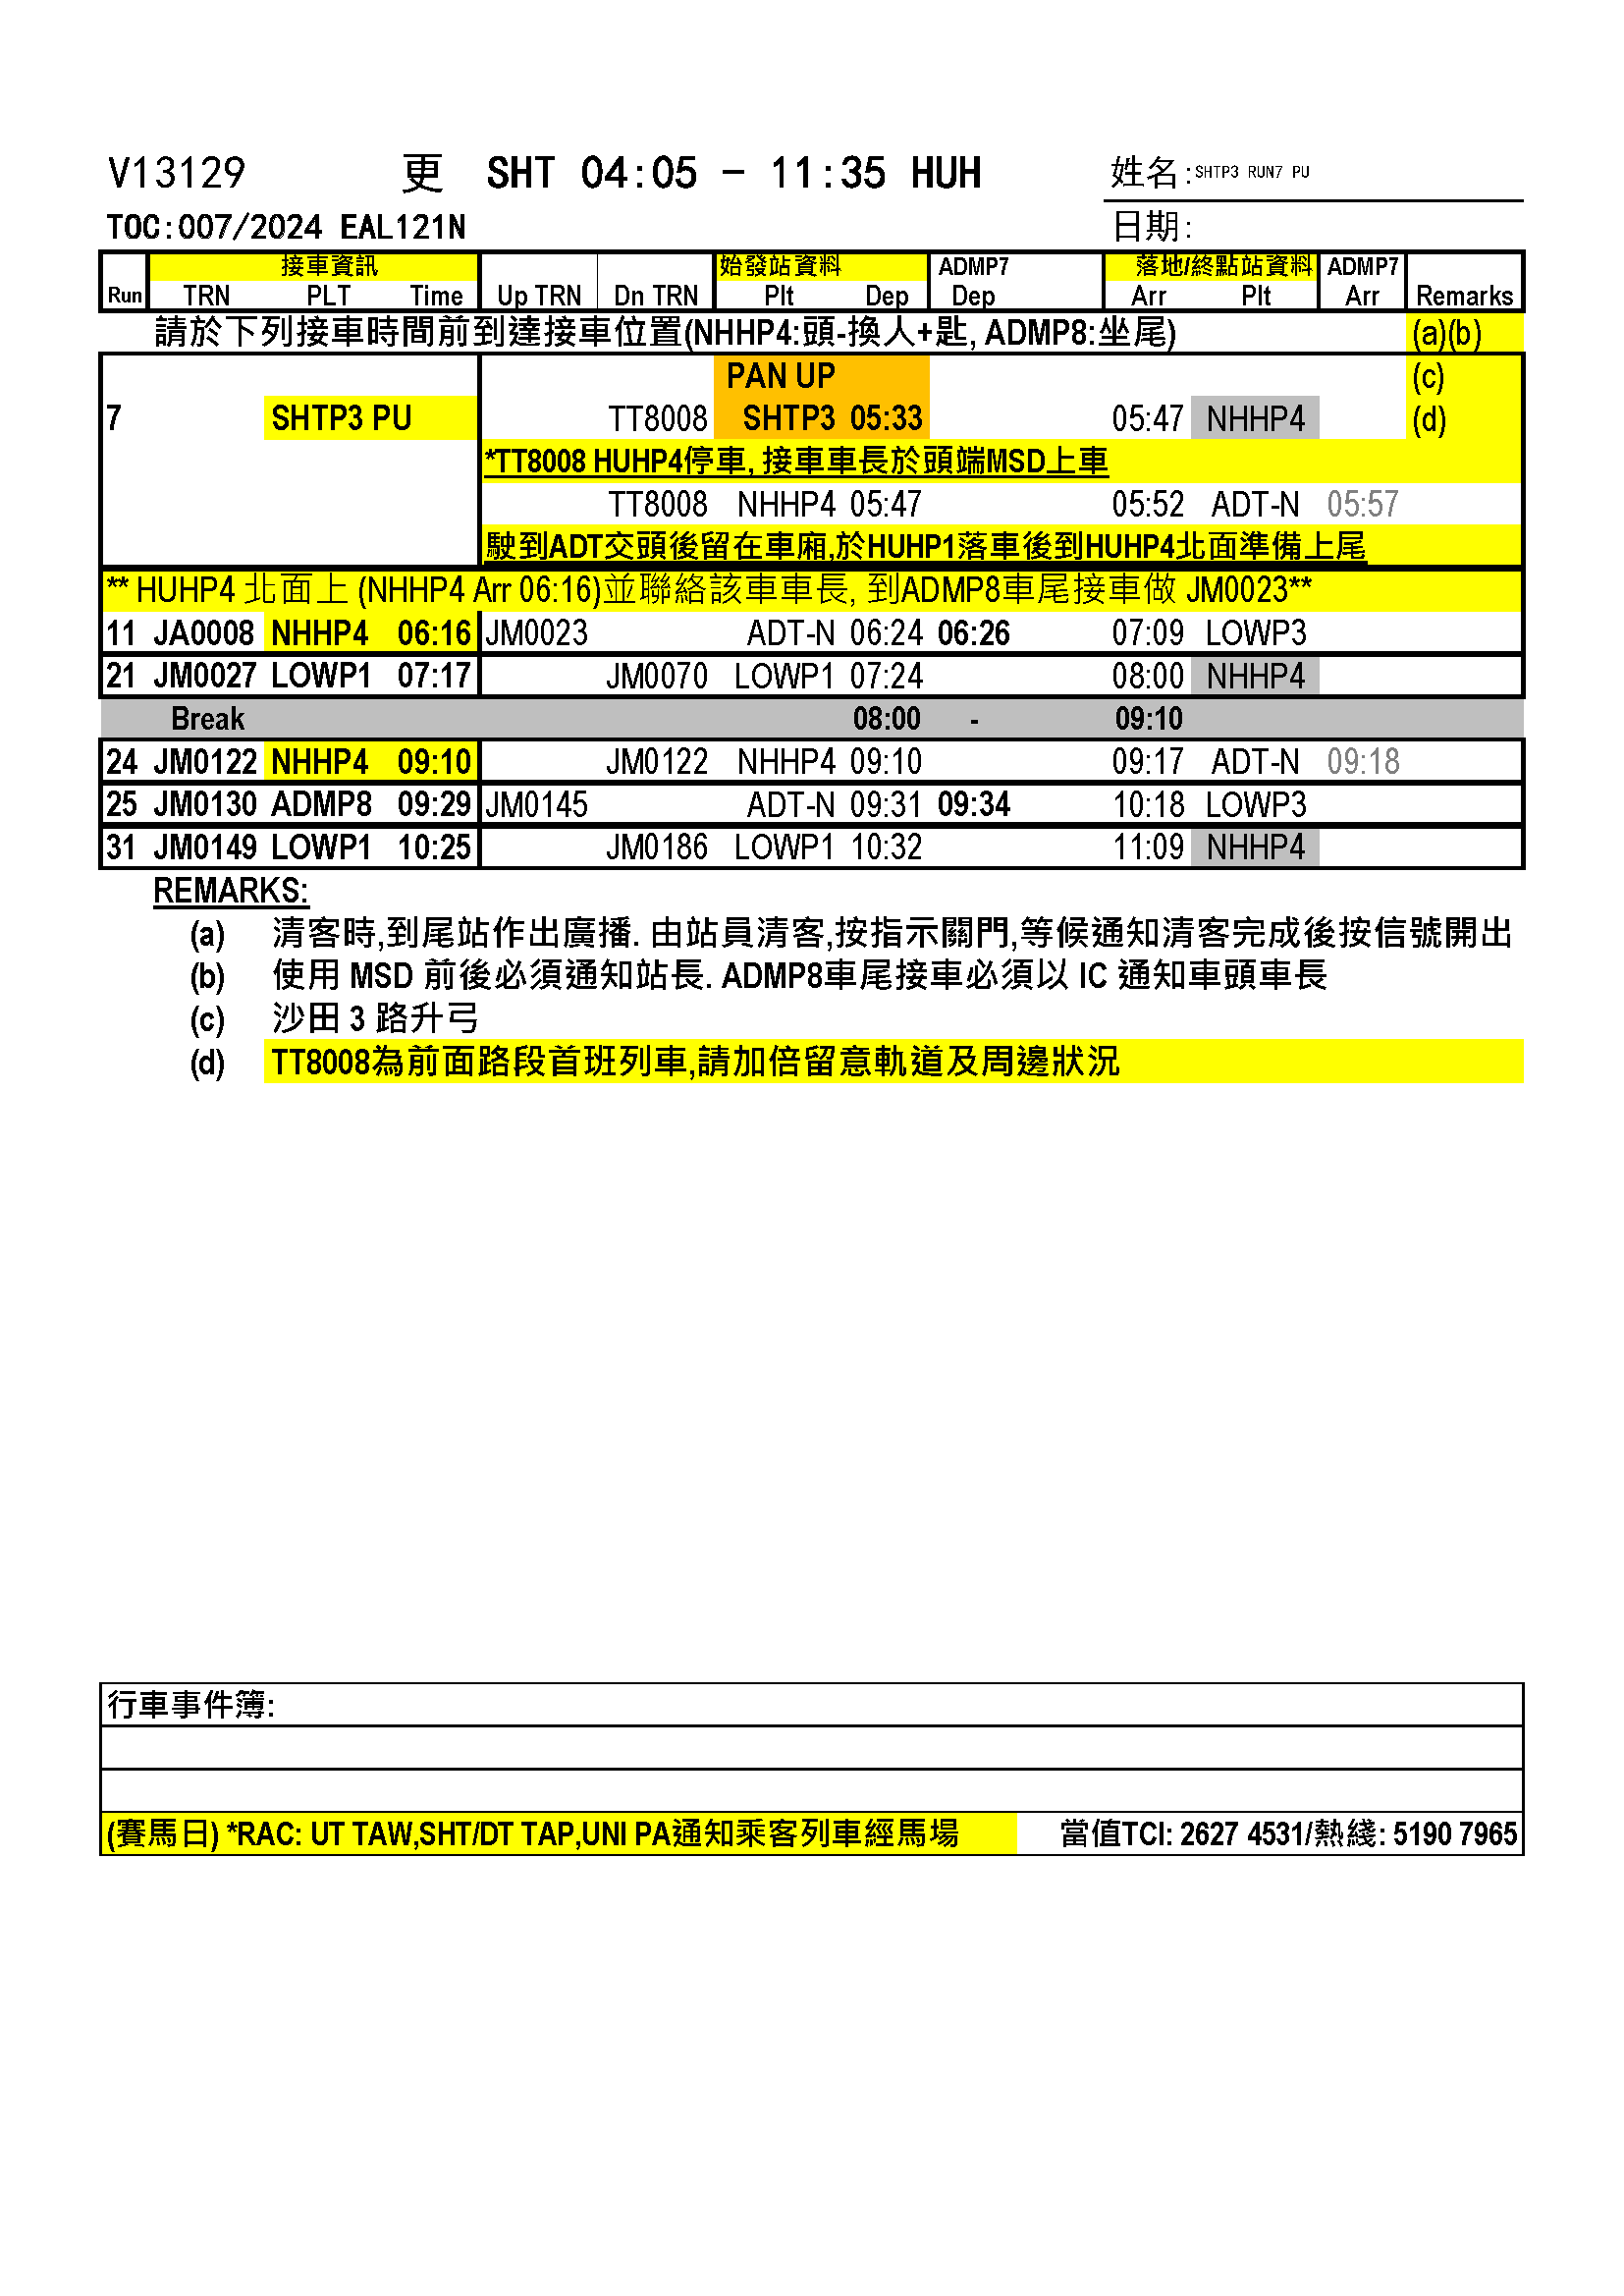 V13129 更 SHT 04:05 - 11:35 HUH 姓名:SHTP3 RUN7 PU
TOC:007/2024 EAL121N 日期:
接車資訊 始發站資料 ADMP7 落地/終點站資料 ADMP7
Run TRN PLT Time Up TRN Dn TRN Plt Dep Dep Arr Plt Arr Remarks
請於下列接車時間前到達接車位置(NHHP4:頭-換人+匙, ADMP8:坐尾) (a)(b)
PAN UP (c)
7 SHTP3 PU TT8008 SHTP3 05:33 05:47 NHHP4 (d)
*TT8008 HUHP4停車, 接車車長於頭端MSD上車
TT8008 NHHP4 05:47 05:52 ADT-N 05:57
駛到ADT交頭後留在車廂,於HUHP1落車後到HUHP4北面準備上尾
** HUHP4 北面上 (NHHP4 Arr 06:16)並聯絡該車車長, 到ADMP8車尾接車做 JM0023**
11 JA0008 NHHP4 06:16 JM0023 ADT-N 06:24 06:26 07:09 LOWP3
21 JM0027 LOWP1 07:17 JM0070 LOWP1 07:24 08:00 NHHP4
Break 08:00 - 09:10
24 JM0122 NHHP4 09:10 JM0122 NHHP4 09:10 09:17 ADT-N 09:18
25 JM0130 ADMP8 09:29 JM0145 ADT-N 09:31 09:34 10:18 LOWP3
31 JM0149 LOWP1 10:25 JM0186 LOWP1 10:32 11:09 NHHP4
REMARKS:
(a) 清客時,到尾站作出廣播. 由站員清客,按指示關門,等候通知清客完成後按信號開出
(b) 使用 MSD 前後必須通知站長. ADMP8車尾接車必須以 IC 通知車頭車長
(c) 沙田 3 路升弓
(d) TT8008為前面路段首班列車,請加倍留意軌道及周邊狀況
行車事件簿:
(賽馬日) *RAC: UT TAW,SHT/DT TAP,UNI PA通知乘客列車經馬場 當值TCI: 2627 4531/熱綫: 5190 7965